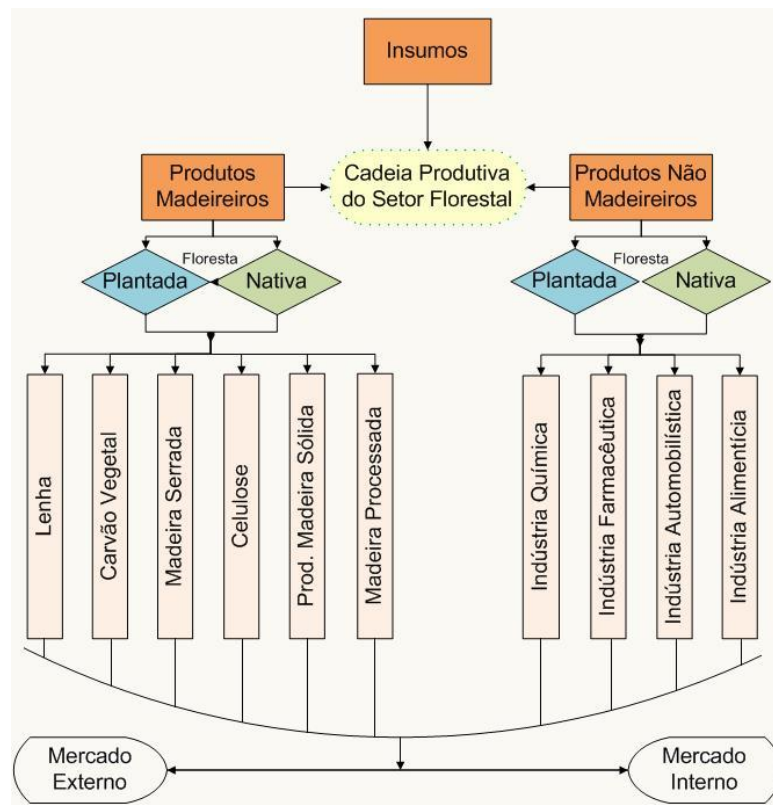 Insumos
Produtos
Madeireiros
Cadeia Produtiva
do Setor Florestal
Produtos Não
Madeireiros
Plantada
Floresta
Nativa
Plantada
Floresta
Nativa
Lenha
Carvão Vegetal
Madeira Serrada
Celulose
Prod. Madeira Sólida
Madeira Processada
Indústria Química
Indústria Farmacêutica
Indústria Automobilística
Indústria Alimentícia
Mercado
Externo
Mercado
Interno